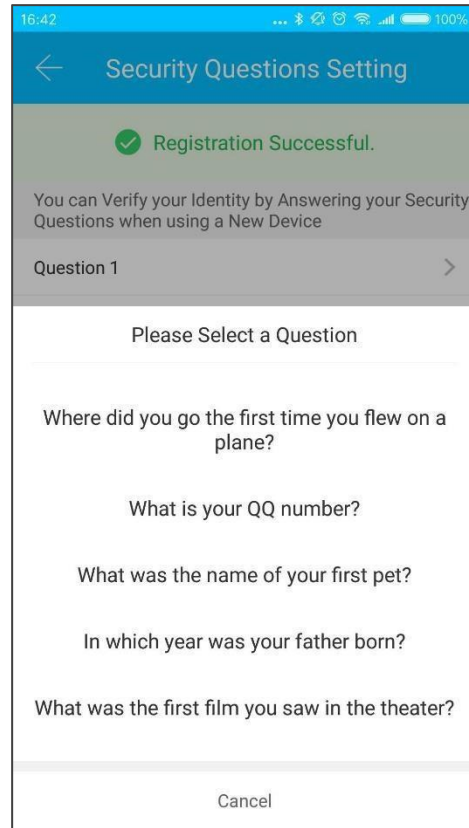 16:42 ... 100%
Security Questions Setting
Registration Successful.
You can Verify your Identity by Answering your Security
Questions when using a New Device
Question 1
Please Select a Question
Where did you go the first time you flew on a
plane?
What is your QQ number?
What was the name of your first pet?
In which year was your father born?
What was the first film you saw in the theater?
Cancel